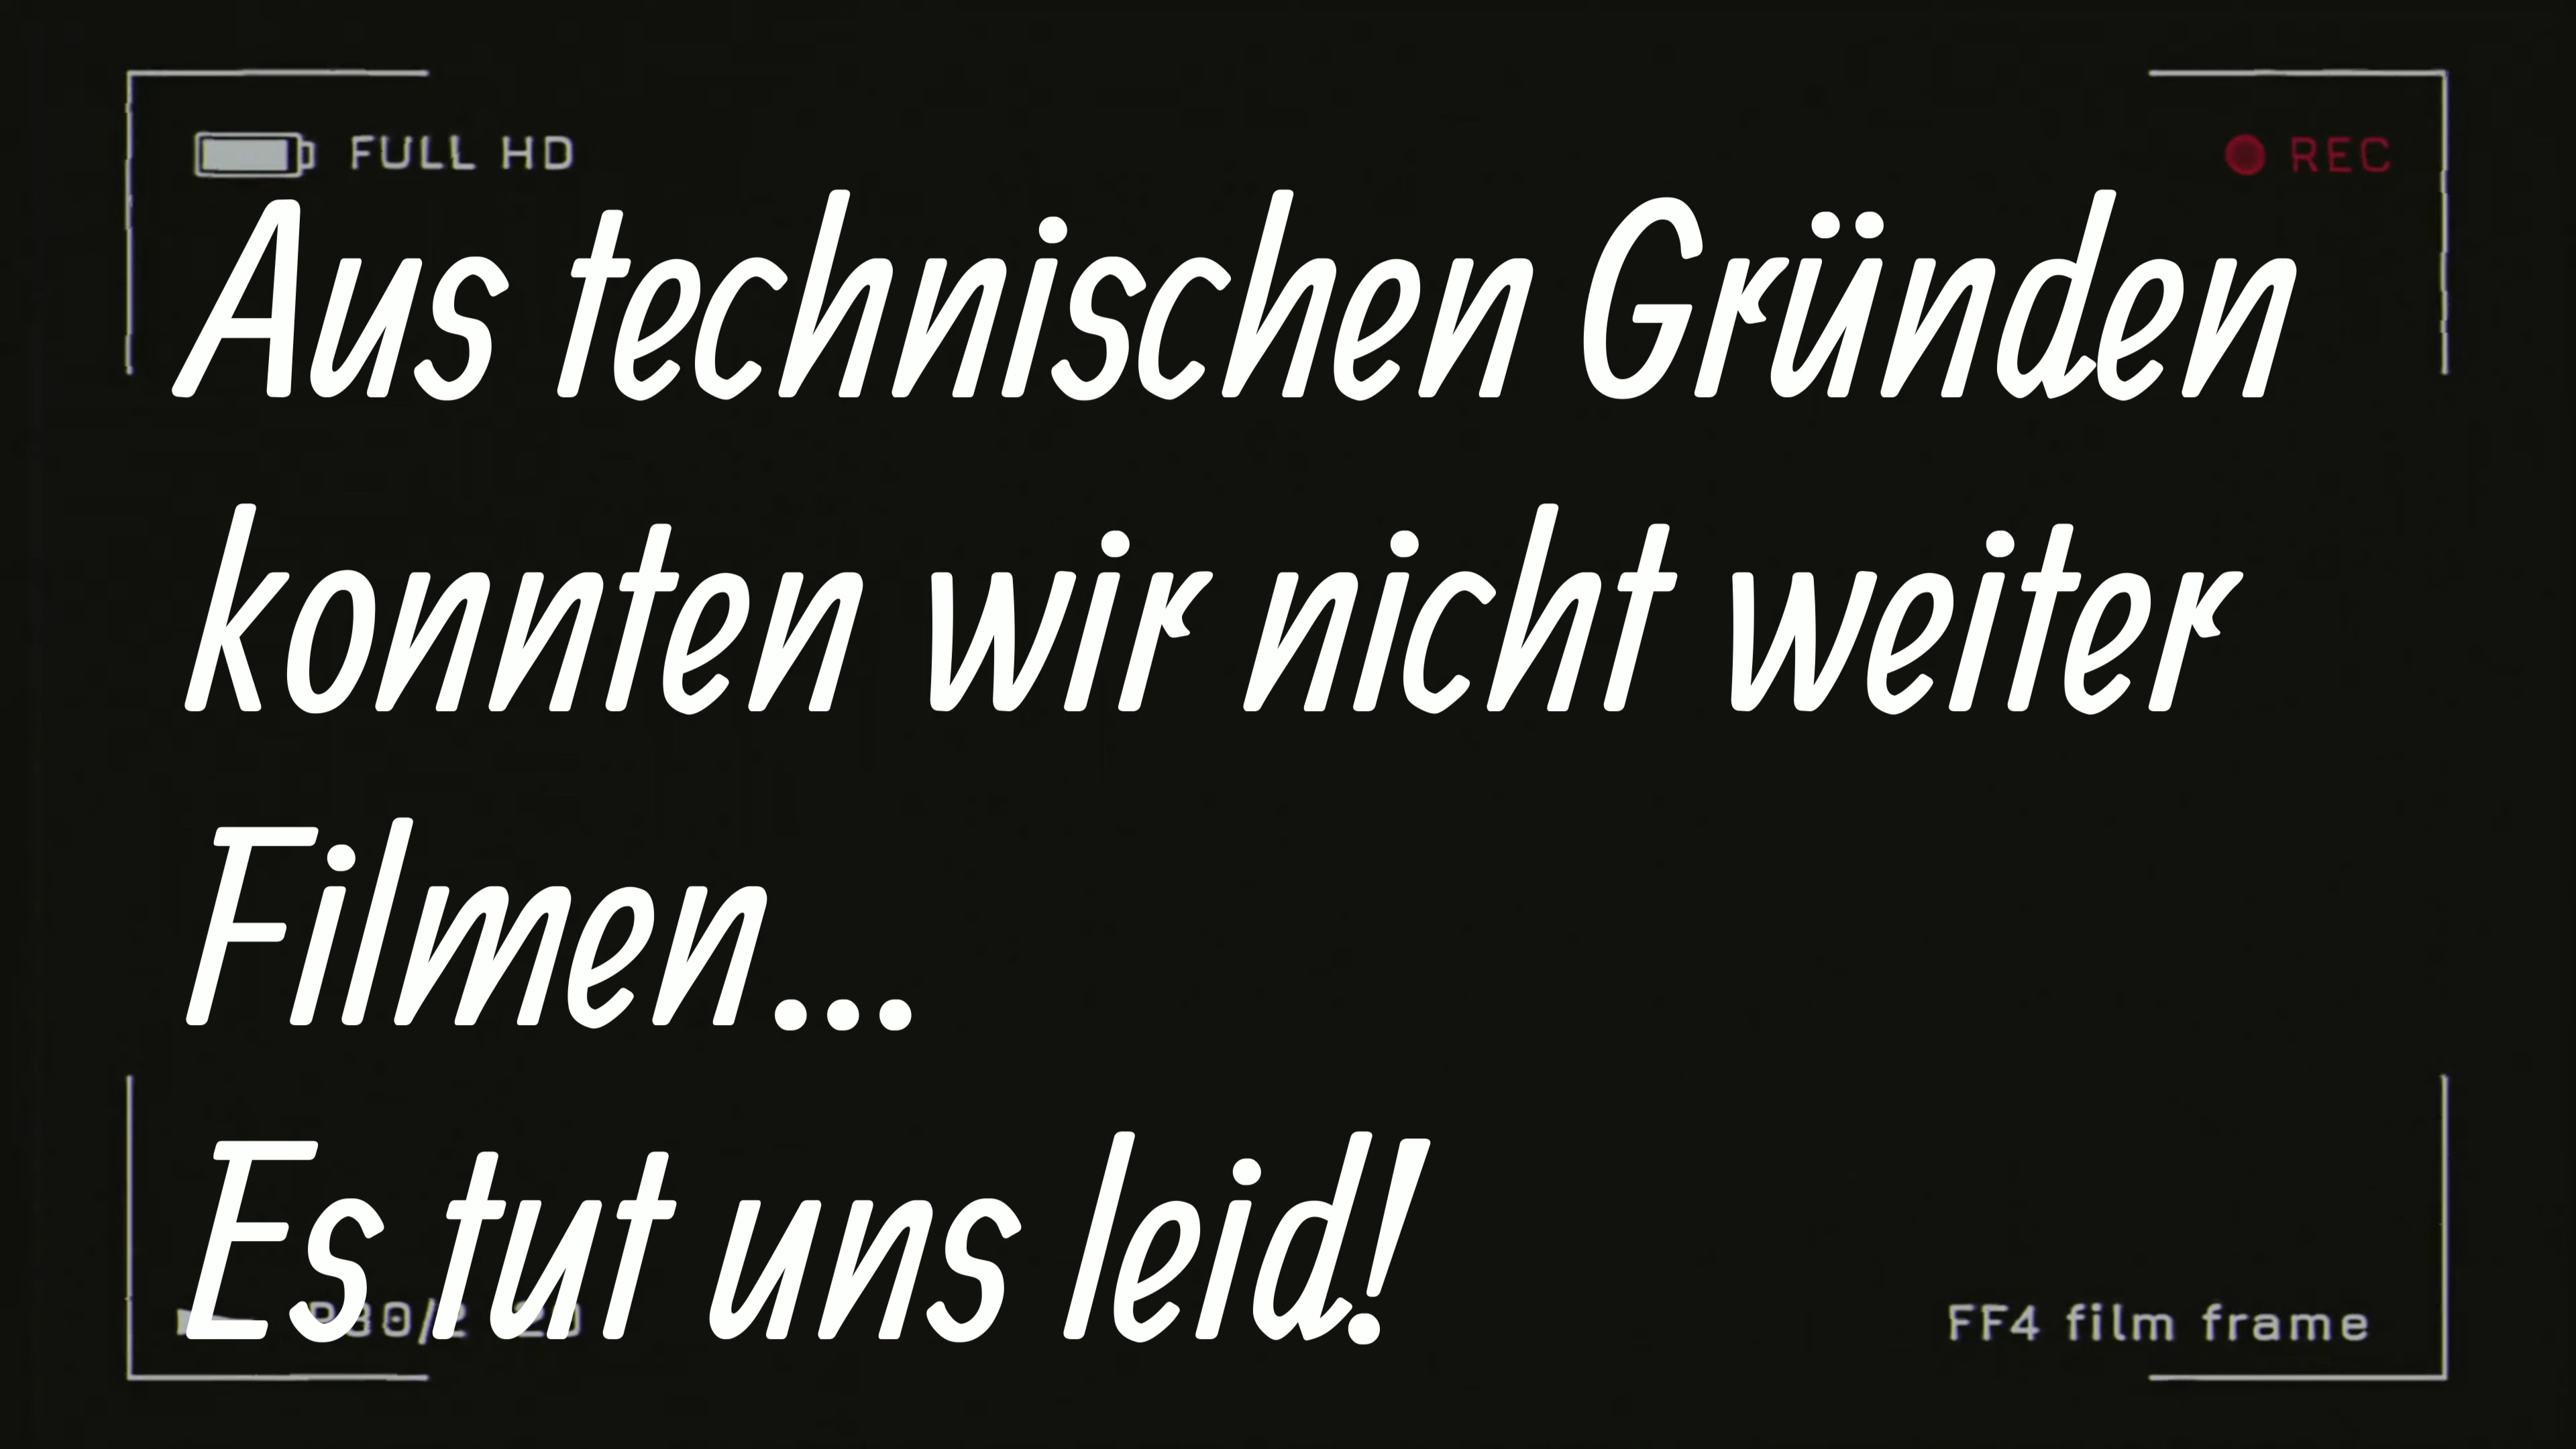 FULL HD
REC
Aus technischen Gründen
konnten wir nicht weiter
Filmen...
Es tut uns leid!
FF4 film frame